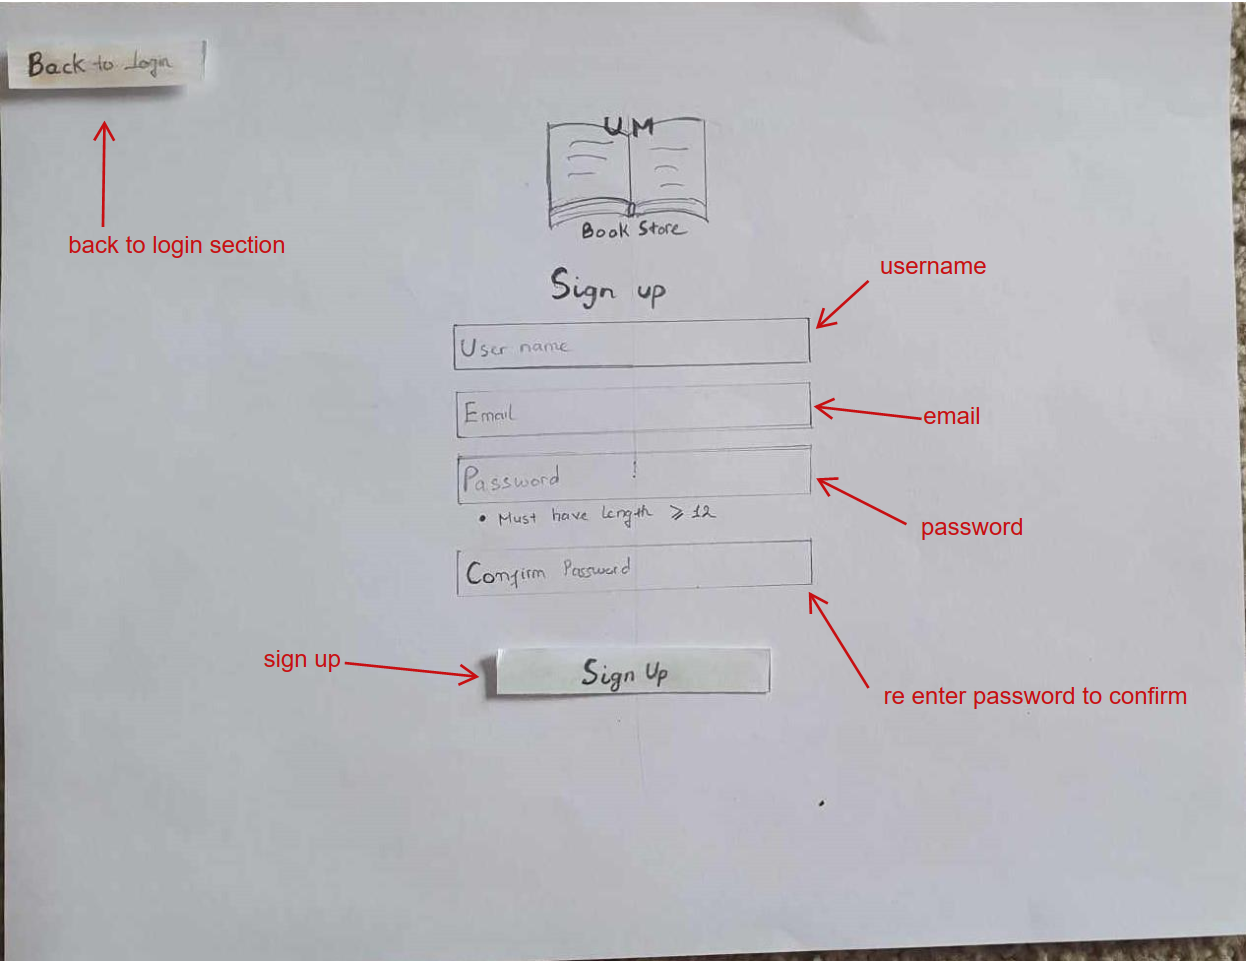 Back to Login
back to login section
UM
Book Store
Sign up
username
User name
Email
email
Password
• Must have length ⩾ 12
password
Confirm Password
re enter password to confirm
sign up
Sign Up